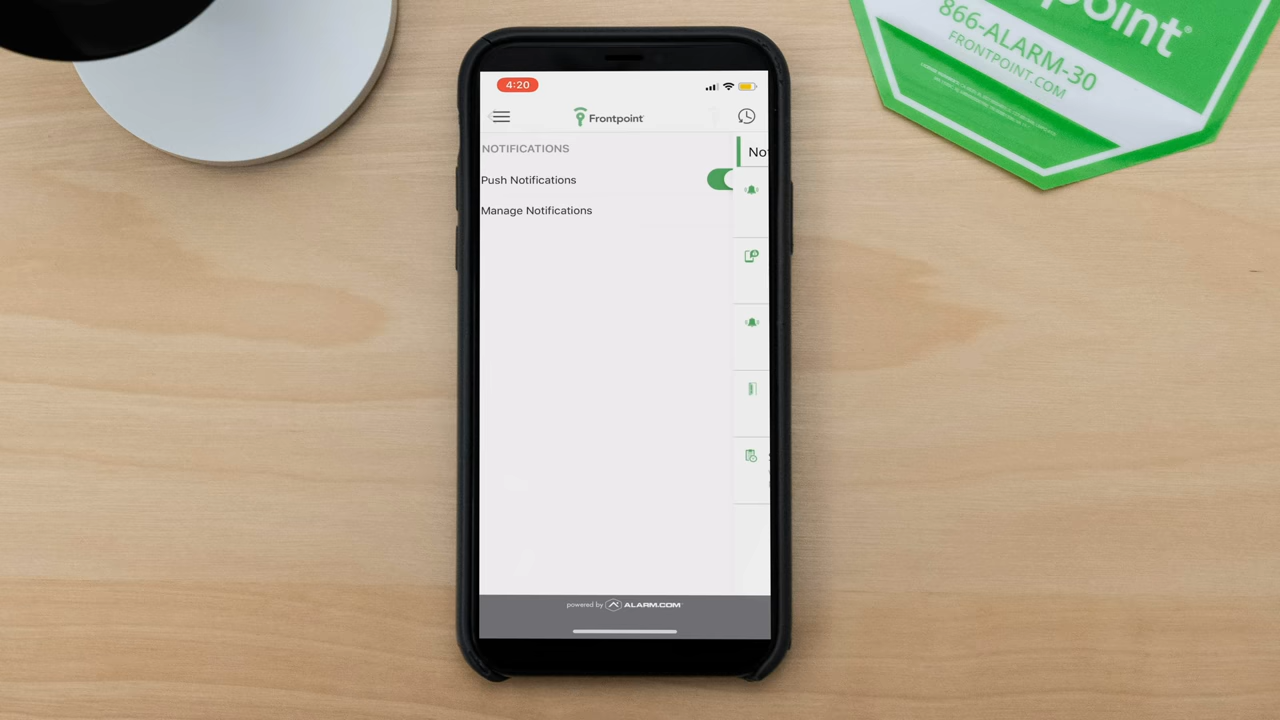 4:20
Frontpoint
NOTIFICATIONS
Push Notifications
Manage Notifications
No
powered by ALARM.COM
point®
866-ALARM-30
FRONTPOINT.COM